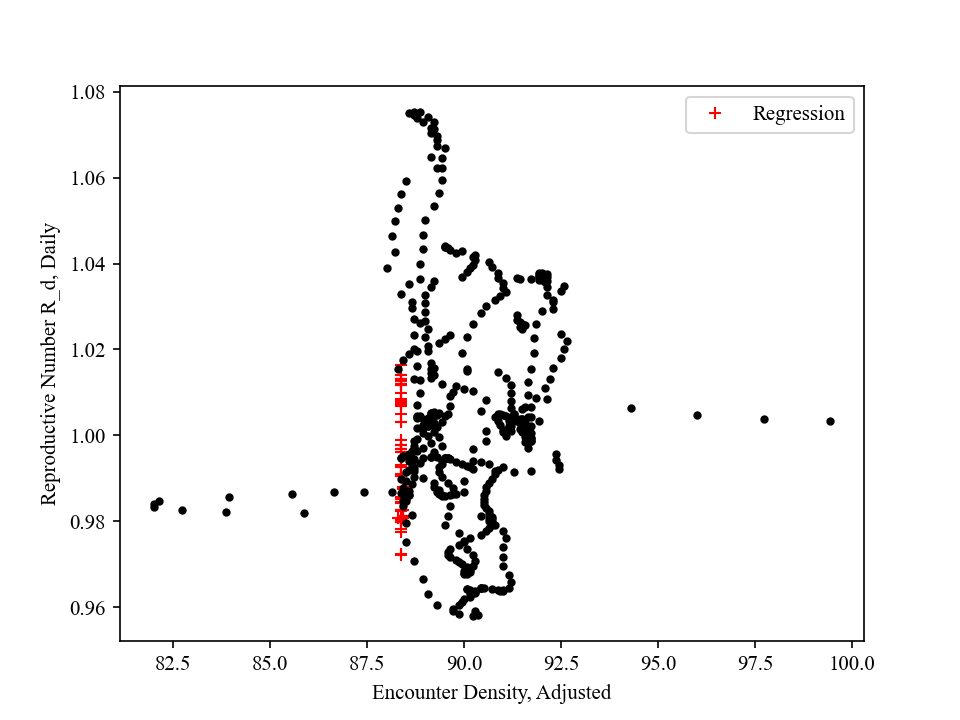 Regression
1.08
1.06
1.04
1.02
1.00
0.98
0.96
Reproductive Number R_d, Daily
82.5 85.0 87.5 90.0 92.5 95.0 97.5 100.0
Encounter Density, Adjusted